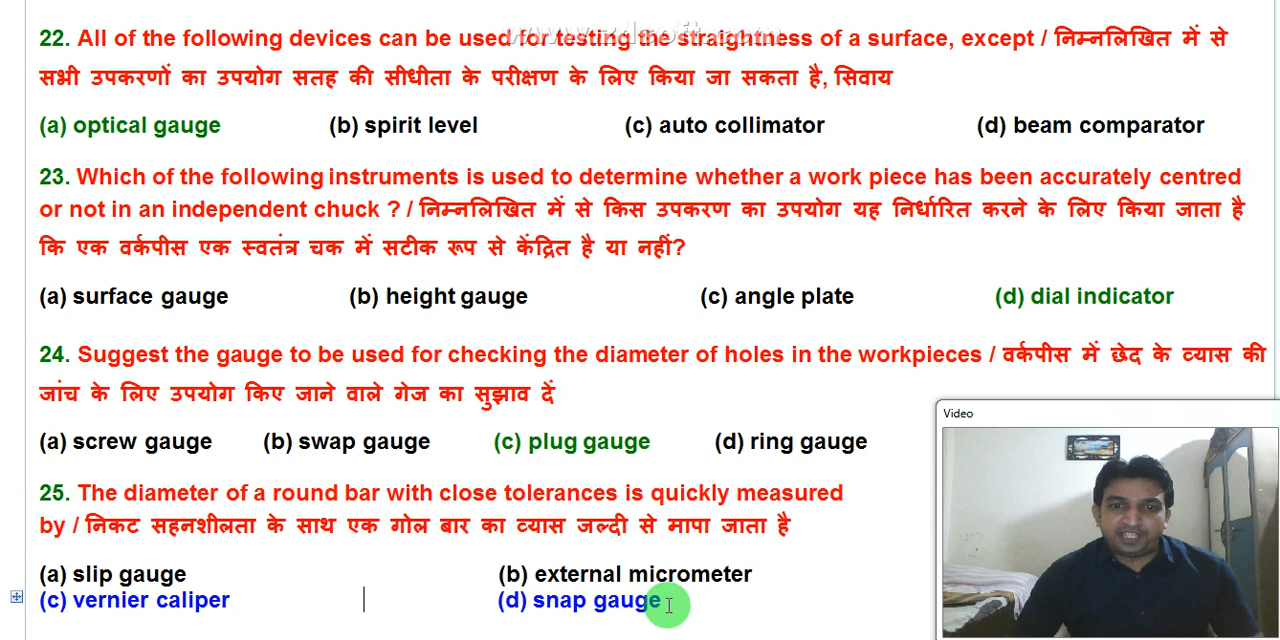 22. All of the following devices can be used for testing the straightness of a surface, except / निम्नलिखित में से
सभी उपकरणों का उपयोग सतह की सीधीता के परीक्षण के लिए किया जा सकता है, सिवाय
(a) optical gauge (b) spirit level (c) auto collimator (d) beam comparator
23. Which of the following instruments is used to determine whether a work piece has been accurately centred
or not in an independent chuck ? / निम्नलिखित में से किस उपकरण का उपयोग यह निर्धारित करने के लिए किया जाता है
कि एक वर्कपीस एक स्वतंत्र चक में सटीक रूप से केंद्रित है या नहीं?
(a) surface gauge (b) height gauge (c) angle plate (d) dial indicator
24. Suggest the gauge to be used for checking the diameter of holes in the workpieces / वर्कपीस में छेद के व्यास की
जांच के लिए उपयोग किए जाने वाले गेज का सुझाव दें
Video
(a) screw gauge (b) swap gauge (c) plug gauge (d) ring gauge
25. The diameter of a round bar with close tolerances is quickly measured
by / निकट सहनशीलता के साथ एक गोल बार का व्यास जल्दी से मापा जाता है
(a) slip gauge (b) external micrometer
(c) vernier caliper (d) snap gauge